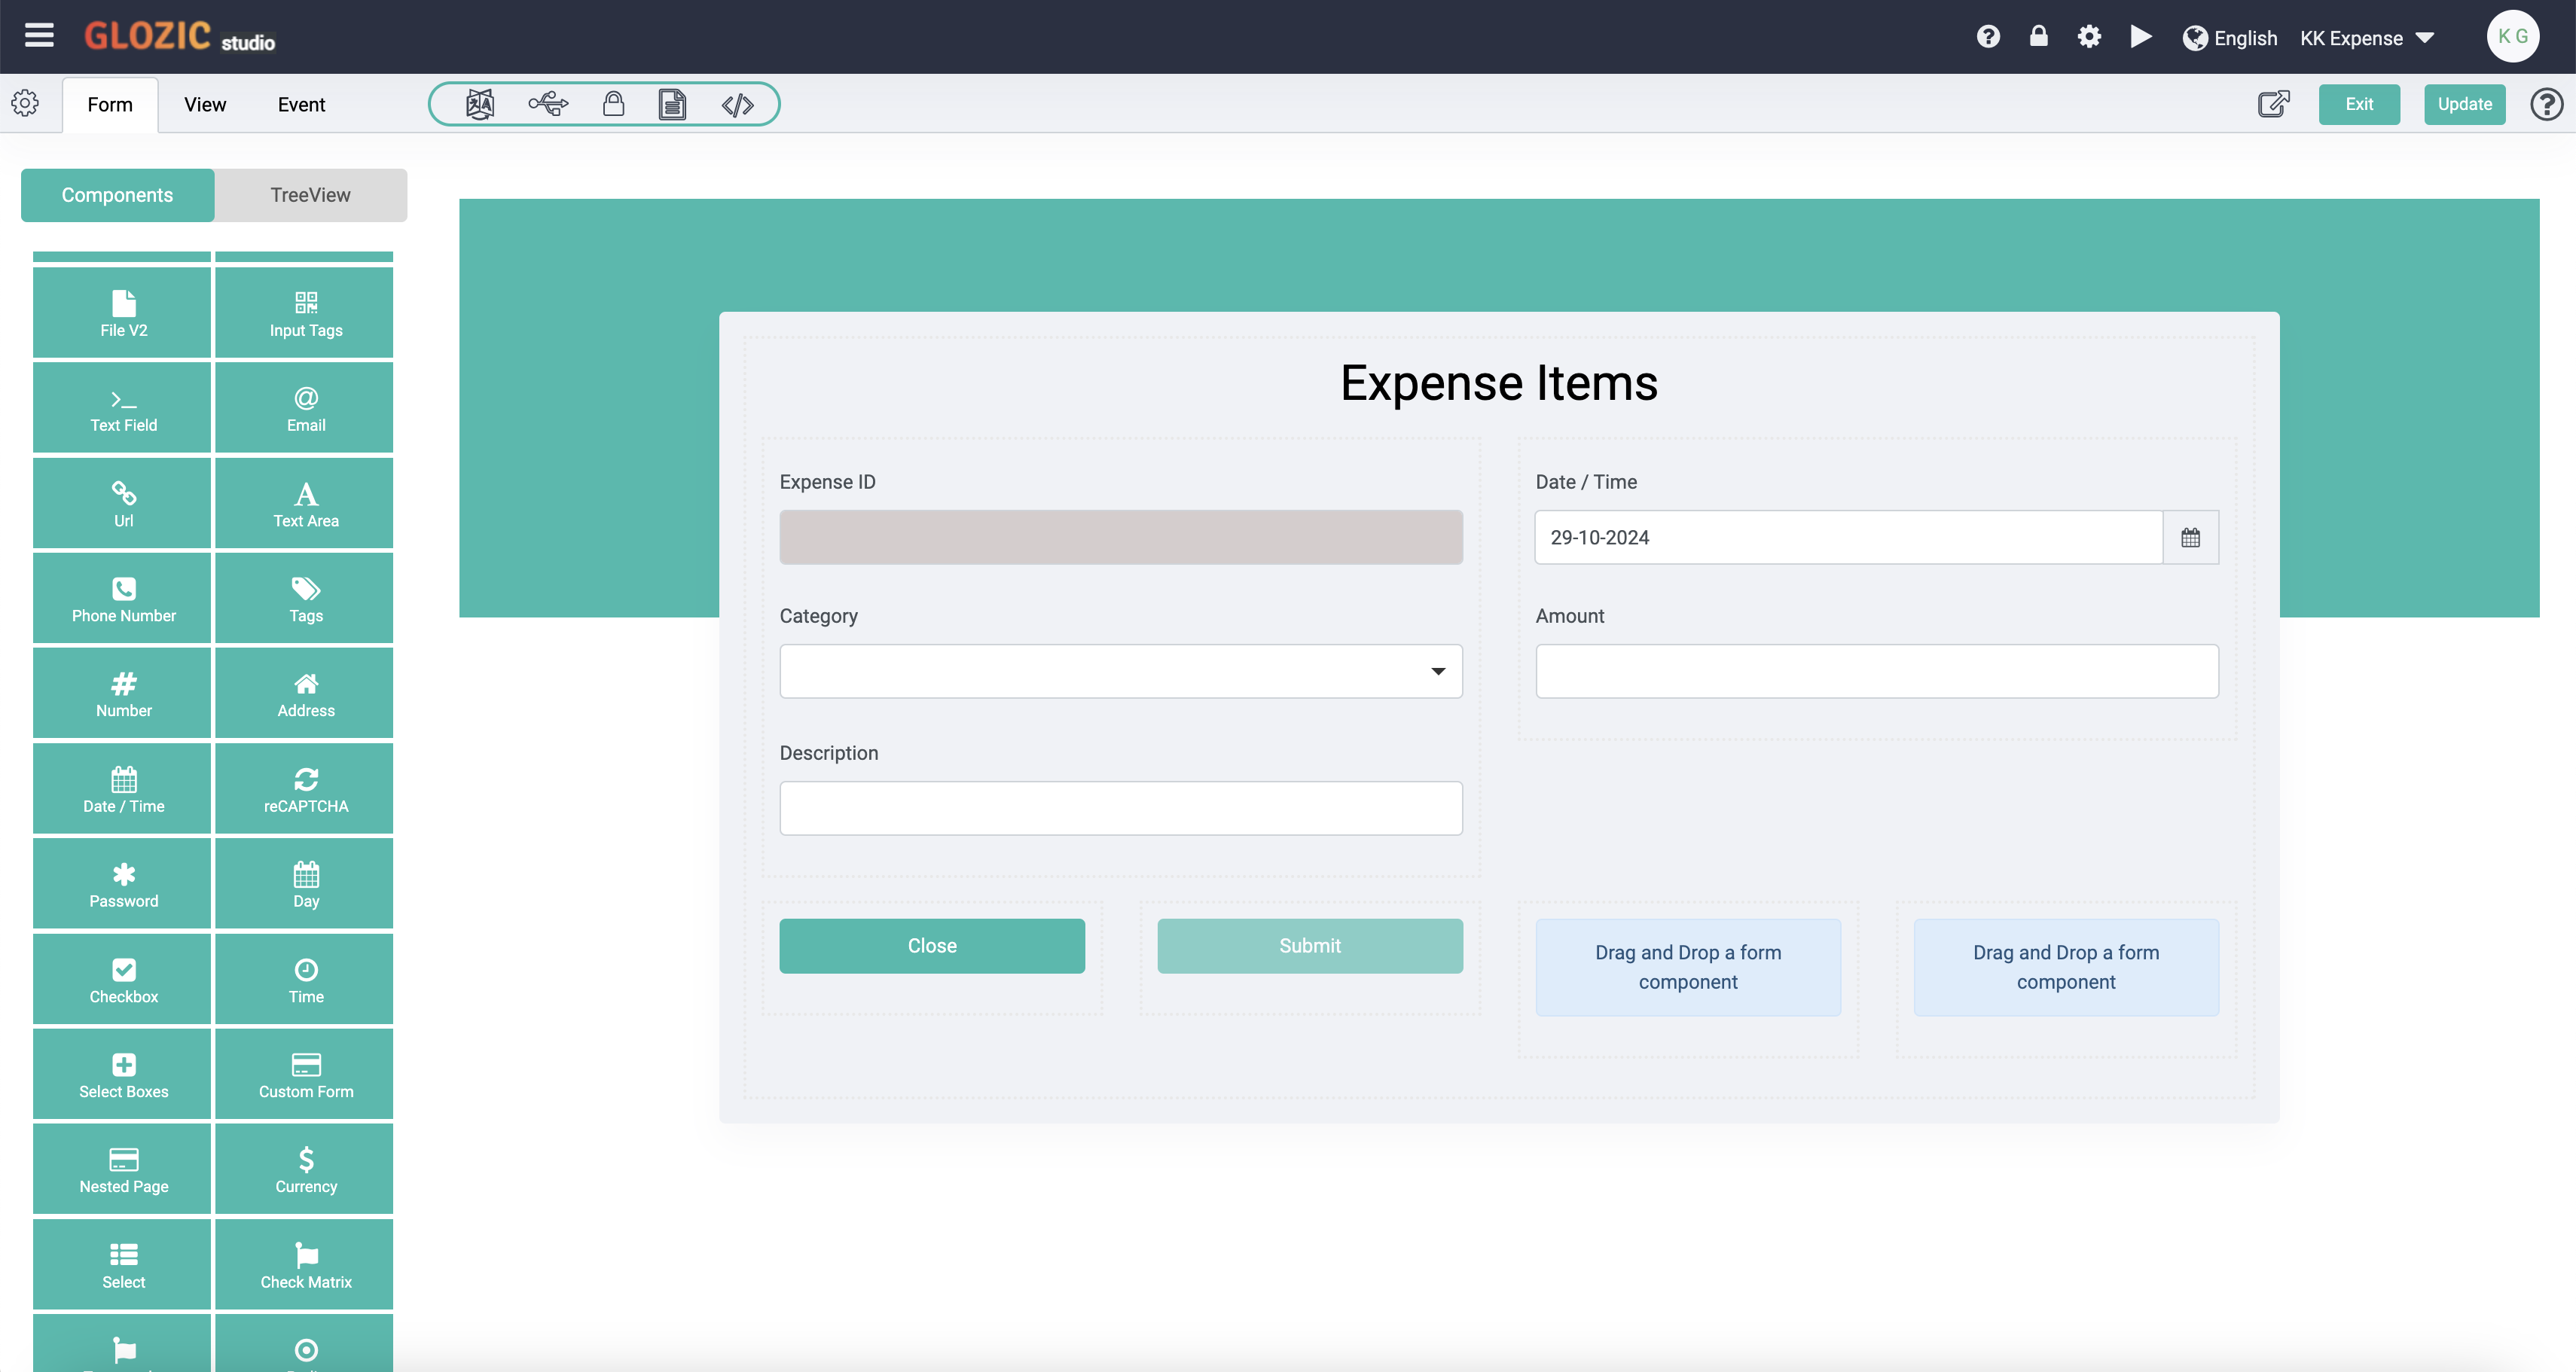 GLOZIC studio
English
KK Expense
K G
Form
View
Event
Exit
Update
Components
TreeView
File V2
Input Tags
Text Field
Email
Url
Text Area
Phone Number
Tags
Number
Address
Date / Time
reCAPTCHA
Password
Day
Checkbox
Time
Select Boxes
Custom Form
Nested Page
Currency
Select
Check Matrix
Expense Items
Expense ID
Date / Time
29-10-2024
Category
Amount
Description
Close
Submit
Drag and Drop a form
component
Drag and Drop a form
component